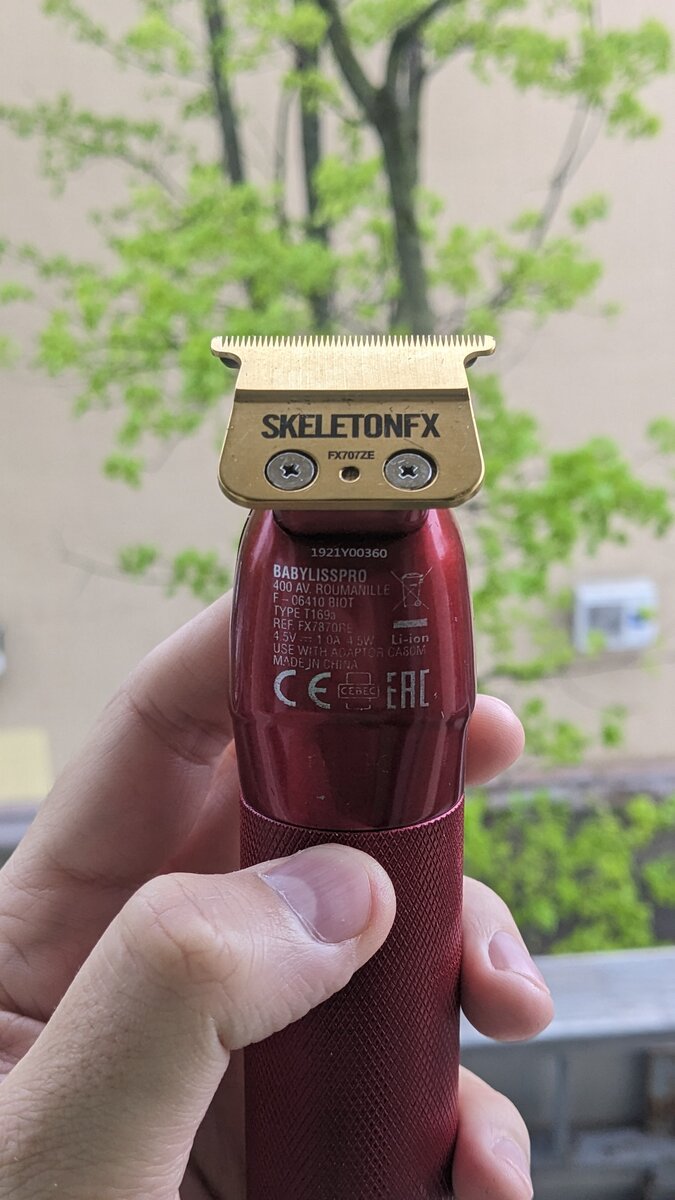 SKELETONFX
FX707ZE
1921Y00360
BABYLISSPRO
400 AV. ROUMANILLE
F – 06410 BIOT
TYPE T169a
REF. FX7870RE
4.5V ⎓ 1.0A 4.5W Li-ion
USE WITH ADAPTOR CA80M
MADE IN CHINA
CE CEBEC EAC